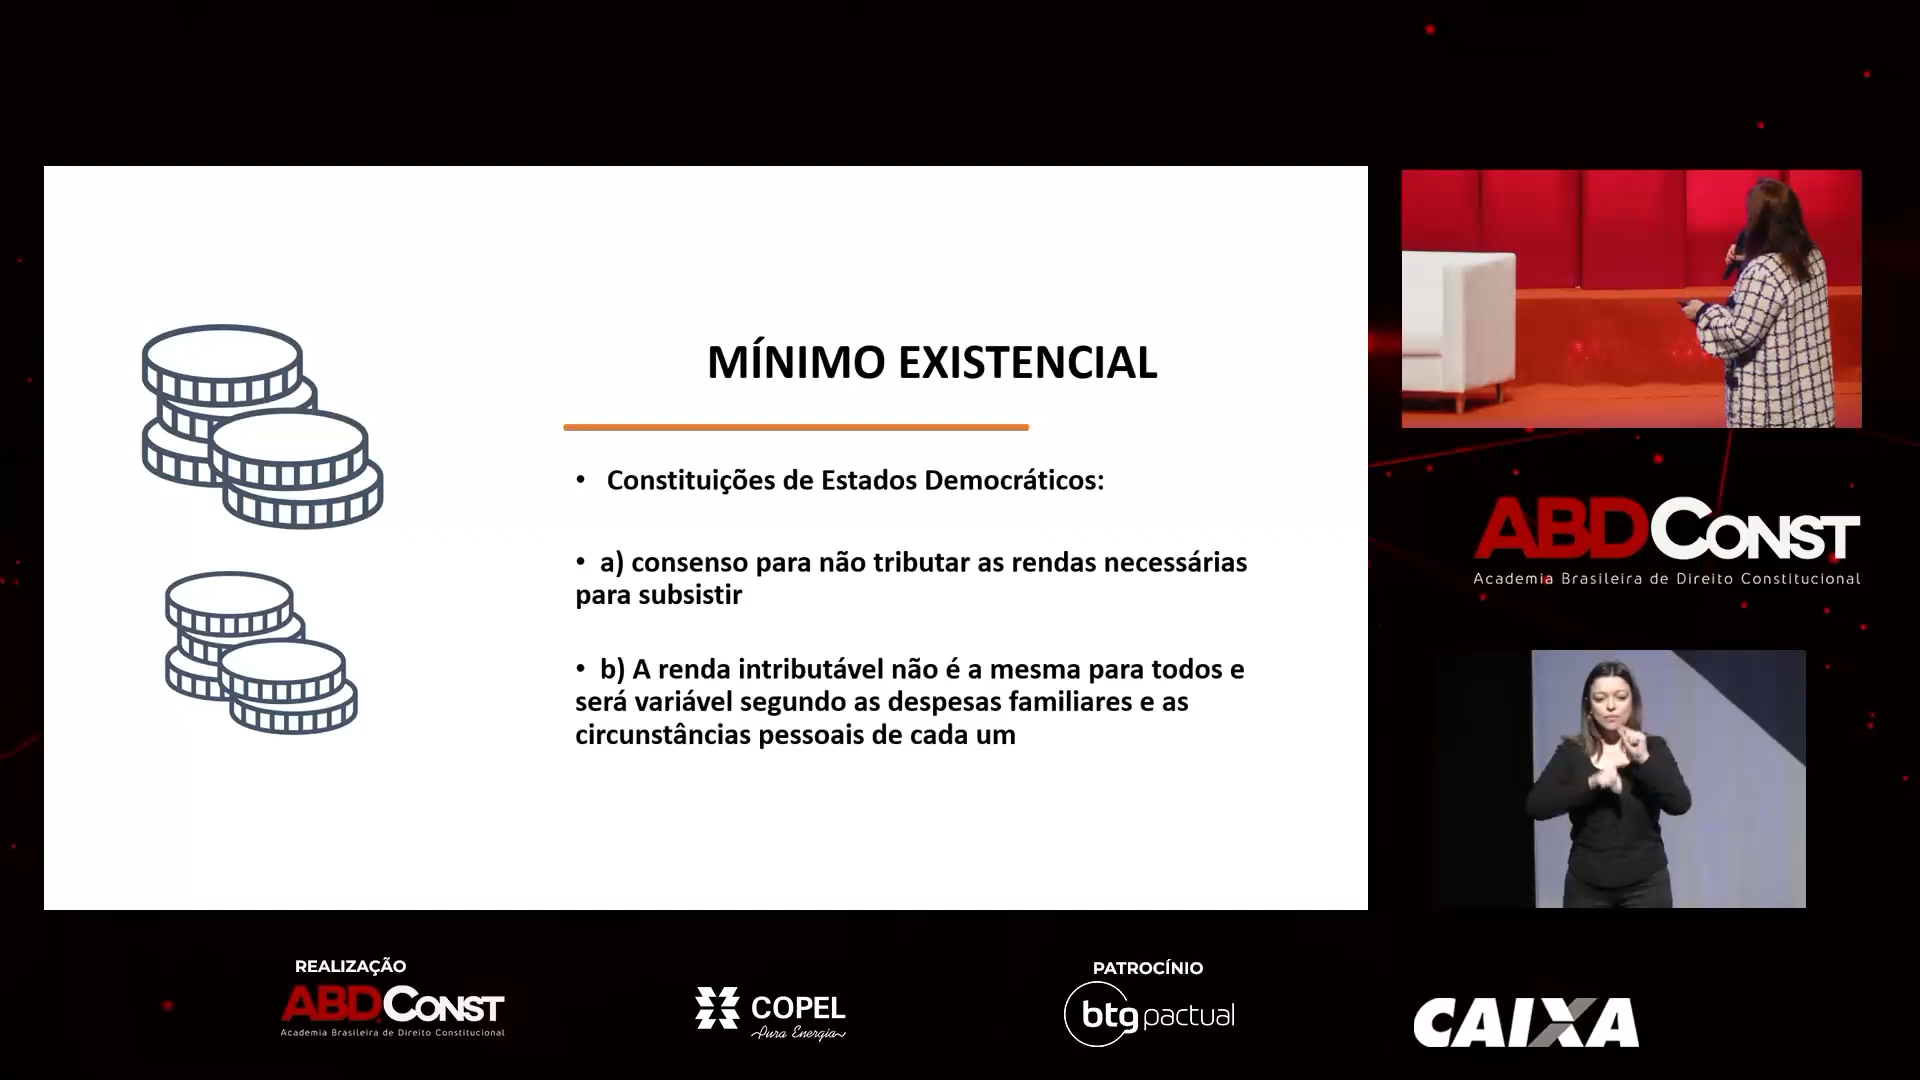 MÍNIMO EXISTENCIAL
• Constituições de Estados Democráticos:
• a) consenso para não tributar as rendas necessárias
para subsistir
• b) A renda intributável não é a mesma para todos e
será variável segundo as despesas familiares e as
circunstâncias pessoais de cada um
ABDCONST
Academia Brasileira de Direito Constitucional
REALIZAÇÃO
ABDCONST
Academia Brasileira de Direito Constitucional
COPEL
Pura Energia
PATROCÍNIO
btgpactual
CAIXA